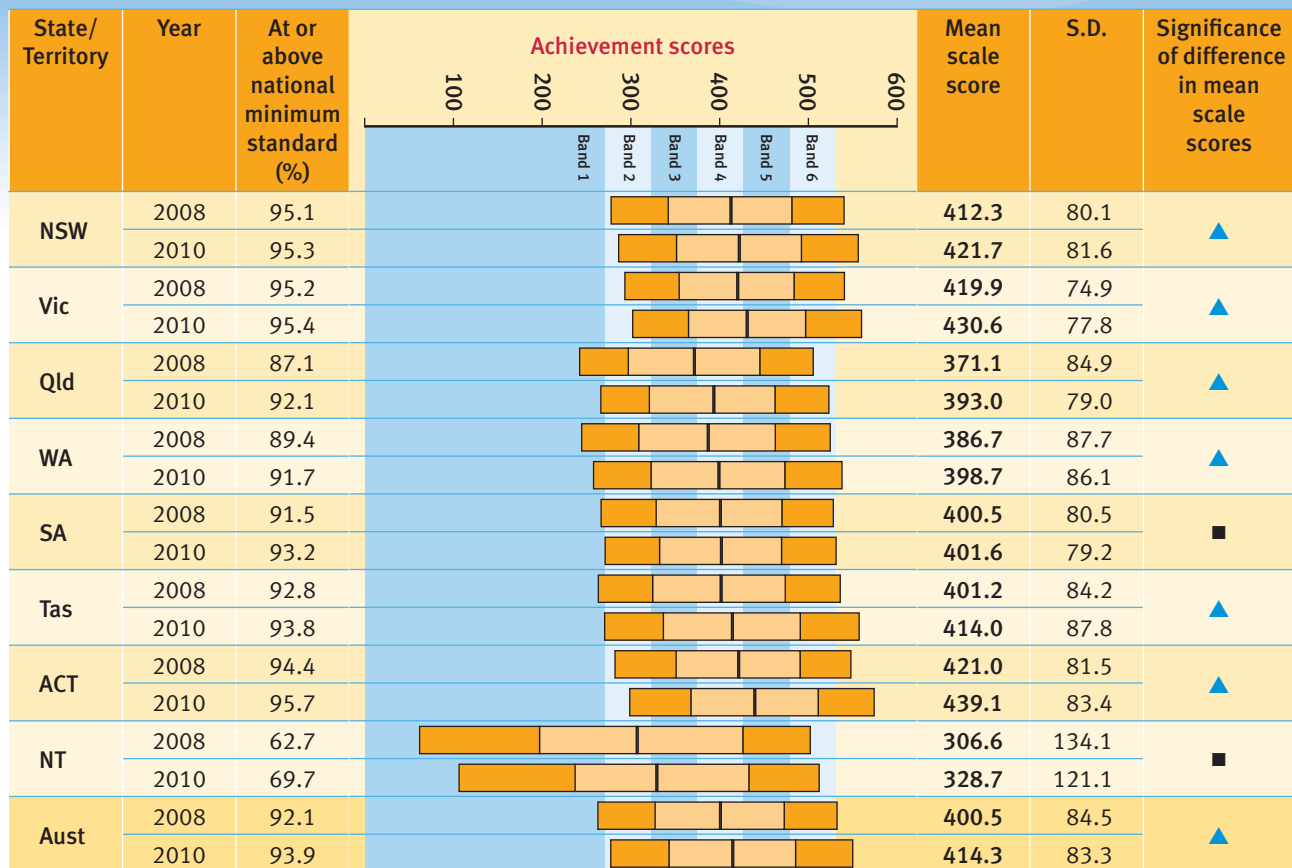 State/
Territory
Year
At or
above
national
minimum
standard
(%)
Achievement scores
100 200 300 400 500 600
Band 1 Band 2 Band 3 Band 4 Band 5 Band 6
Mean
scale
score
S.D.
Significance
of difference
in mean
scale
scores
NSW
2008 95.1 412.3 80.1
2010 95.3 421.7 81.6
Vic
2008 95.2 419.9 74.9
2010 95.4 430.6 77.8
Qld
2008 87.1 371.1 84.9
2010 92.1 393.0 79.0
WA
2008 89.4 386.7 87.7
2010 91.7 398.7 86.1
SA
2008 91.5 400.5 80.5
2010 93.2 401.6 79.2
Tas
2008 92.8 401.2 84.2
2010 93.8 414.0 87.8
ACT
2008 94.4 421.0 81.5
2010 95.7 439.1 83.4
NT
2008 62.7 306.6 134.1
2010 69.7 328.7 121.1
Aust
2008 92.1 400.5 84.5
2010 93.9 414.3 83.3